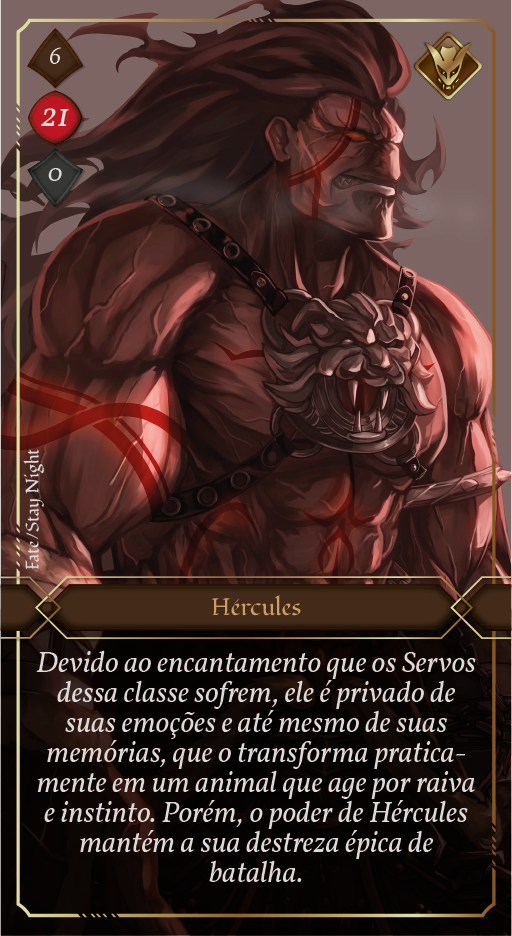 6
21
0
Fate/Stay Night
Hércules
Devido ao encantamento que os Servos
dessa classe sofrem, ele é privado de
suas emoções e até mesmo de suas
memórias, que o transforma pratica-
mente em um animal que age por raiva
e instinto. Porém, o poder de Hércules
mantém a sua destreza épica de
batalha.